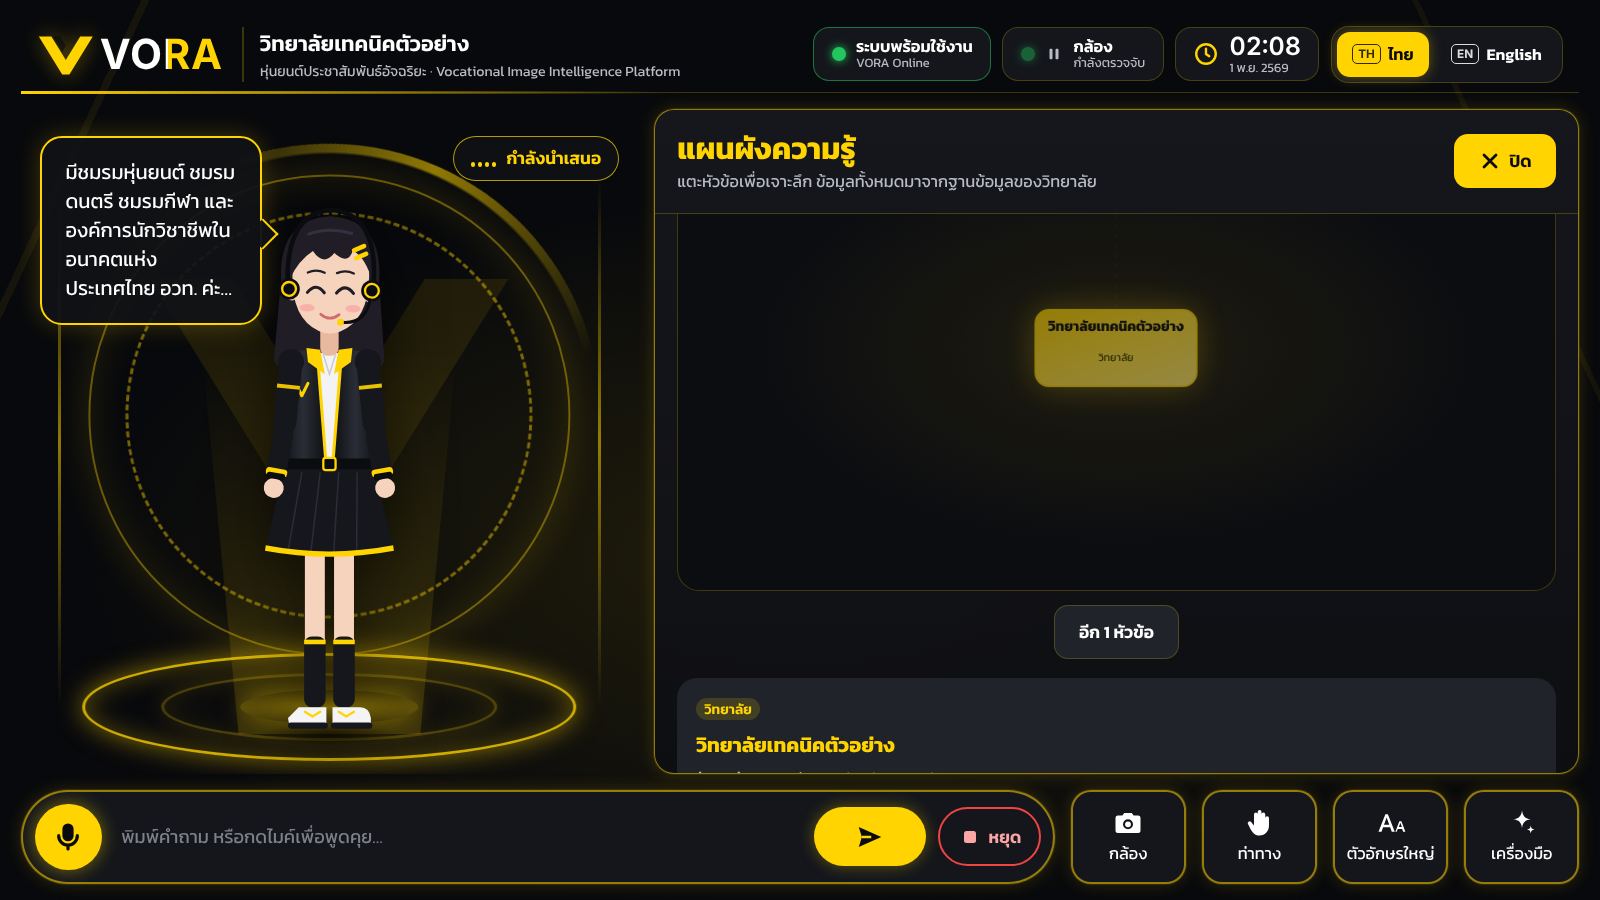 VORA
วิทยาลัยเทคนิคตัวอย่าง
หุ่นยนต์ประชาสัมพันธ์อัจฉริยะ · Vocational Image Intelligence Platform
ระบบพร้อมใช้งาน
VORA Online
กล้อง
กำลังตรวจจับ
02:08
1 พ.ย. 2569
TH ไทย
EN English
มีชมรมหุ่นยนต์ ชมรม
ดนตรี ชมรมกีฬา และ
องค์การนักวิชาชีพใน
อนาคตแห่ง
ประเทศไทย อวท. ค่ะ...
.... กำลังนำเสนอ
แผนผังความรู้
แตะหัวข้อเพื่อเจาะลึก ข้อมูลทั้งหมดมาจากฐานข้อมูลของวิทยาลัย
ปิด
วิทยาลัยเทคนิคตัวอย่าง
วิทยาลัย
อีก 1 หัวข้อ
วิทยาลัย
วิทยาลัยเทคนิคตัวอย่าง
พิมพ์คำถาม หรือกดไมค์เพื่อพูดคุย...
หยุด
กล้อง
ท่าทาง
AA
ตัวอักษรใหญ่
เครื่องมือ